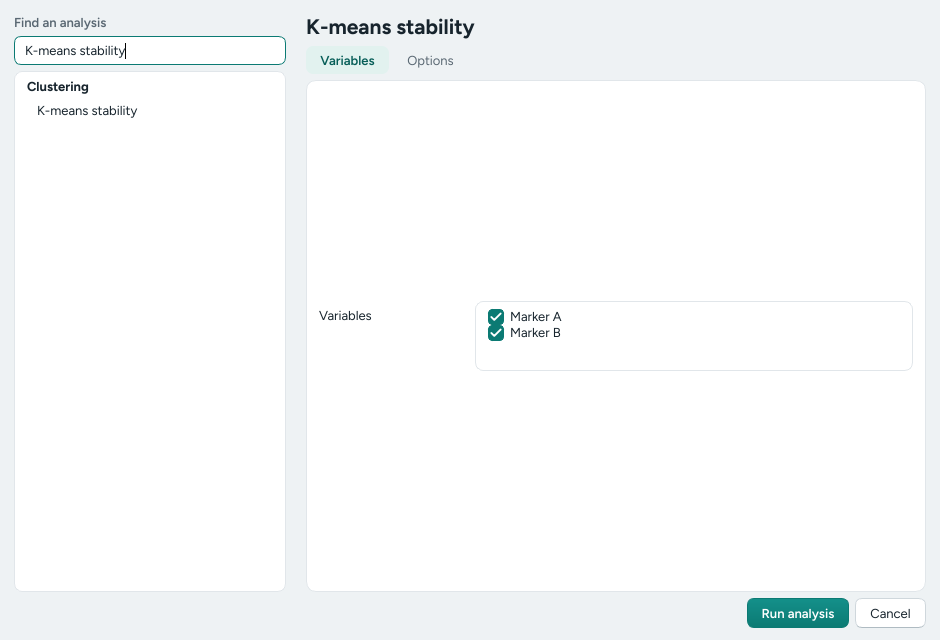 Find an analysis
K-means stability
Clustering
K-means stability
K-means stability
Variables
Options
Variables
Marker A
Marker B
Run analysis
Cancel